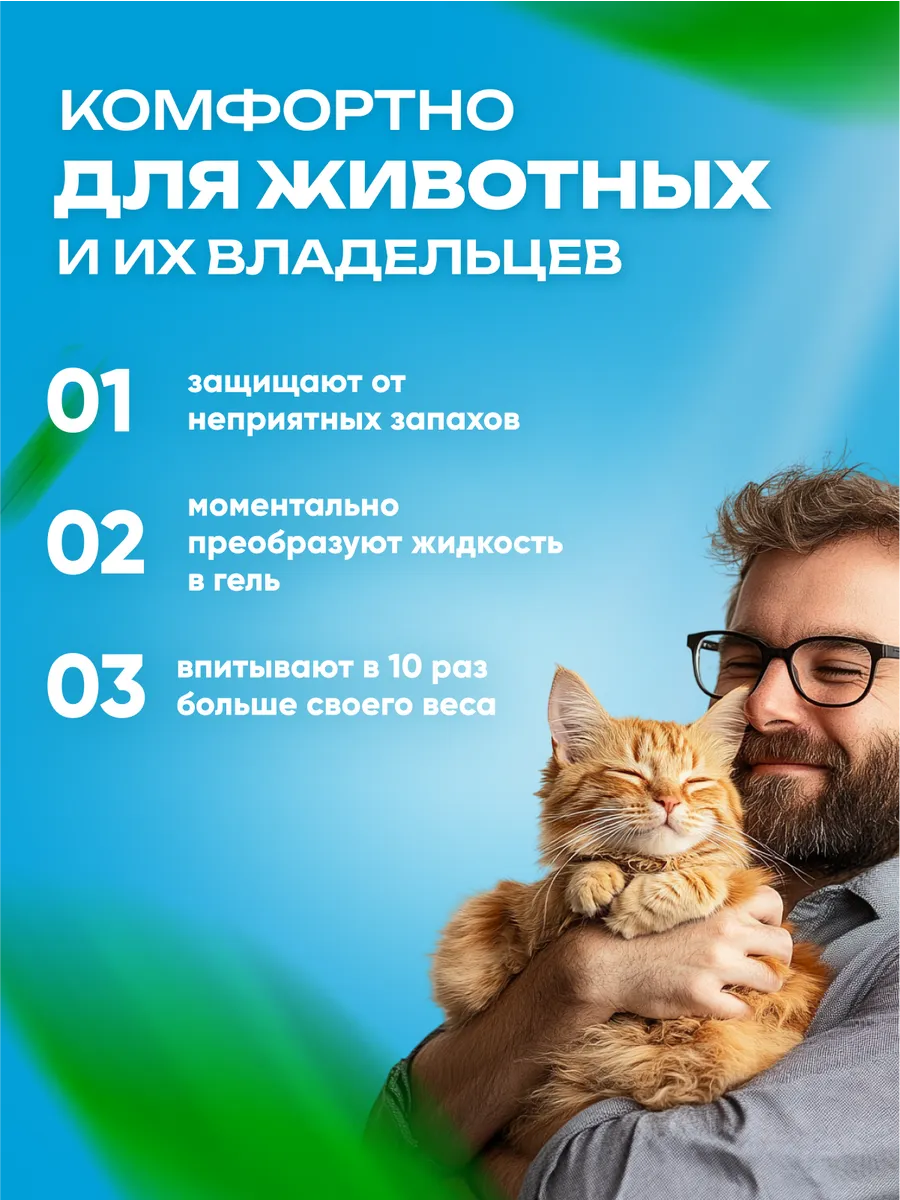 КОМФОРТНО
ДЛЯ ЖИВОТНЫХ
И ИХ ВЛАДЕЛЬЦЕВ
01
защищают от
неприятных запахов
02
моментально
преобразуют жидкость
в гель
03
впитывают в 10 раз
больше своего веса